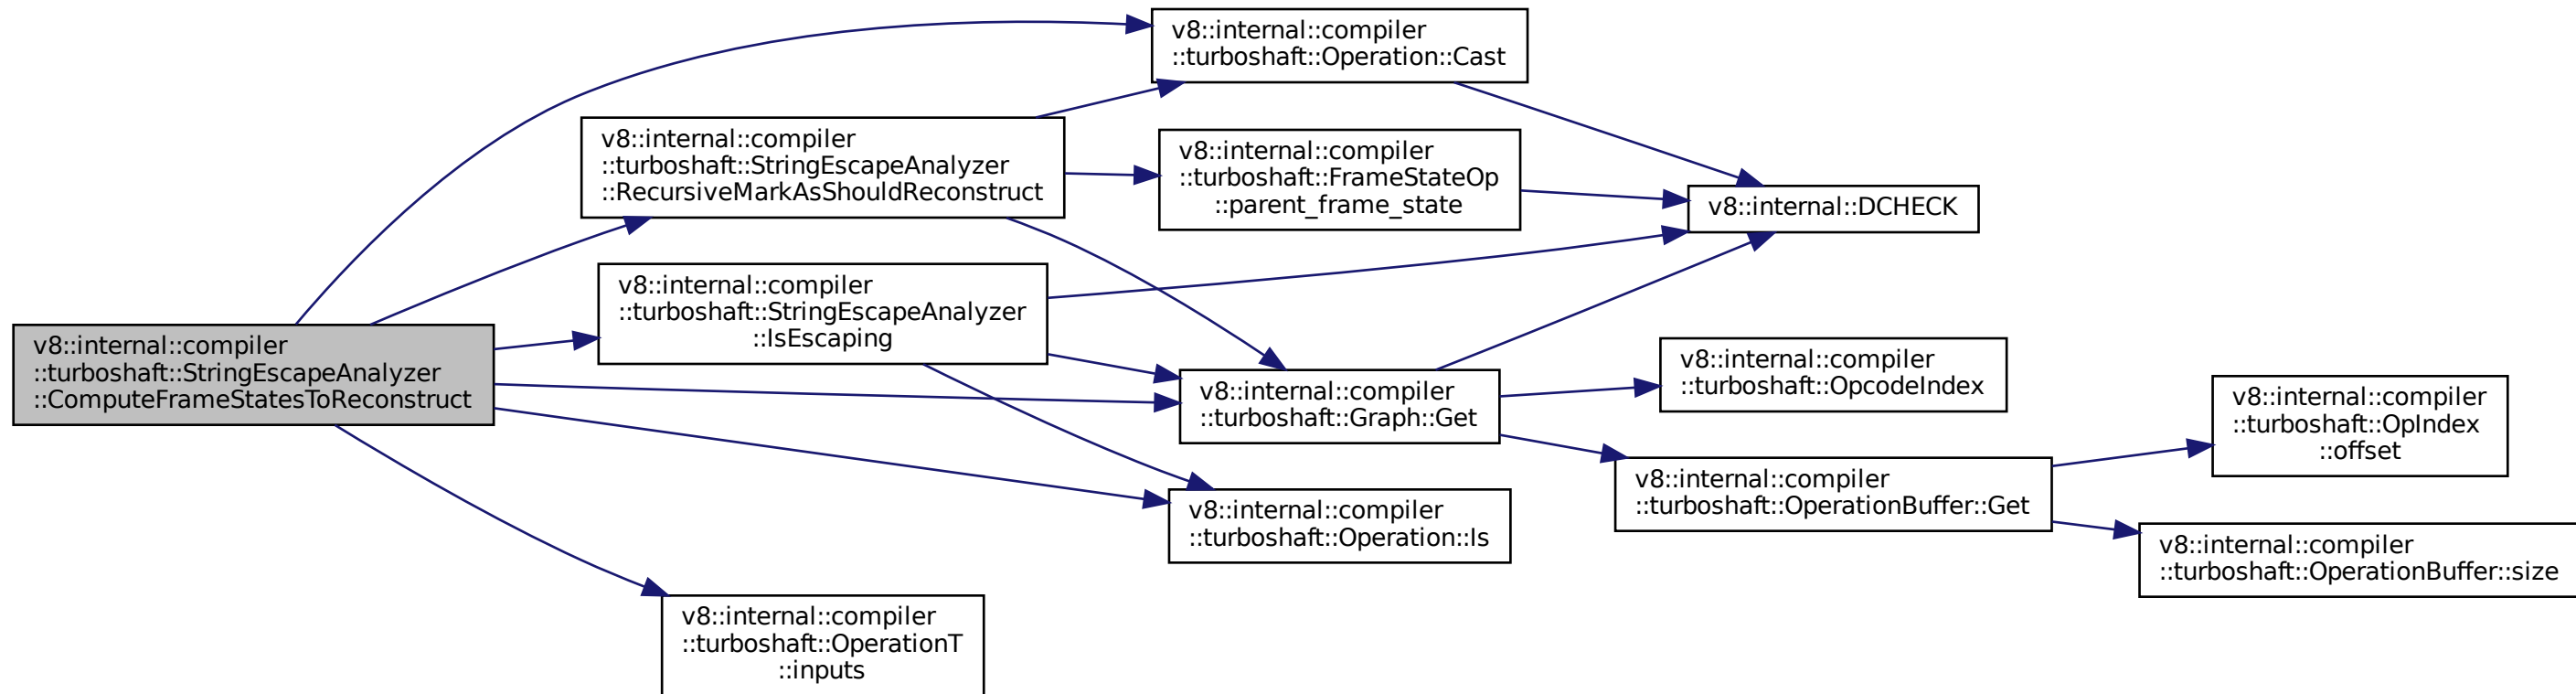 v8::internal::compiler
::turboshaft::StringEscapeAnalyzer
::ComputeFrameStatesToReconstruct
v8::internal::compiler
::turboshaft::Operation::Cast
v8::internal::compiler
::turboshaft::StringEscapeAnalyzer
::RecursiveMarkAsShouldReconstruct
v8::internal::compiler
::turboshaft::FrameStateOp
::parent_frame_state
v8::internal::DCHECK
v8::internal::compiler
::turboshaft::StringEscapeAnalyzer
::IsEscaping
v8::internal::compiler
::turboshaft::Graph::Get
v8::internal::compiler
::turboshaft::OpcodeIndex
v8::internal::compiler
::turboshaft::OperationBuffer::Get
v8::internal::compiler
::turboshaft::OpIndex
::offset
v8::internal::compiler
::turboshaft::OperationBuffer::size
v8::internal::compiler
::turboshaft::Operation::Is
v8::internal::compiler
::turboshaft::OperationT
::inputs